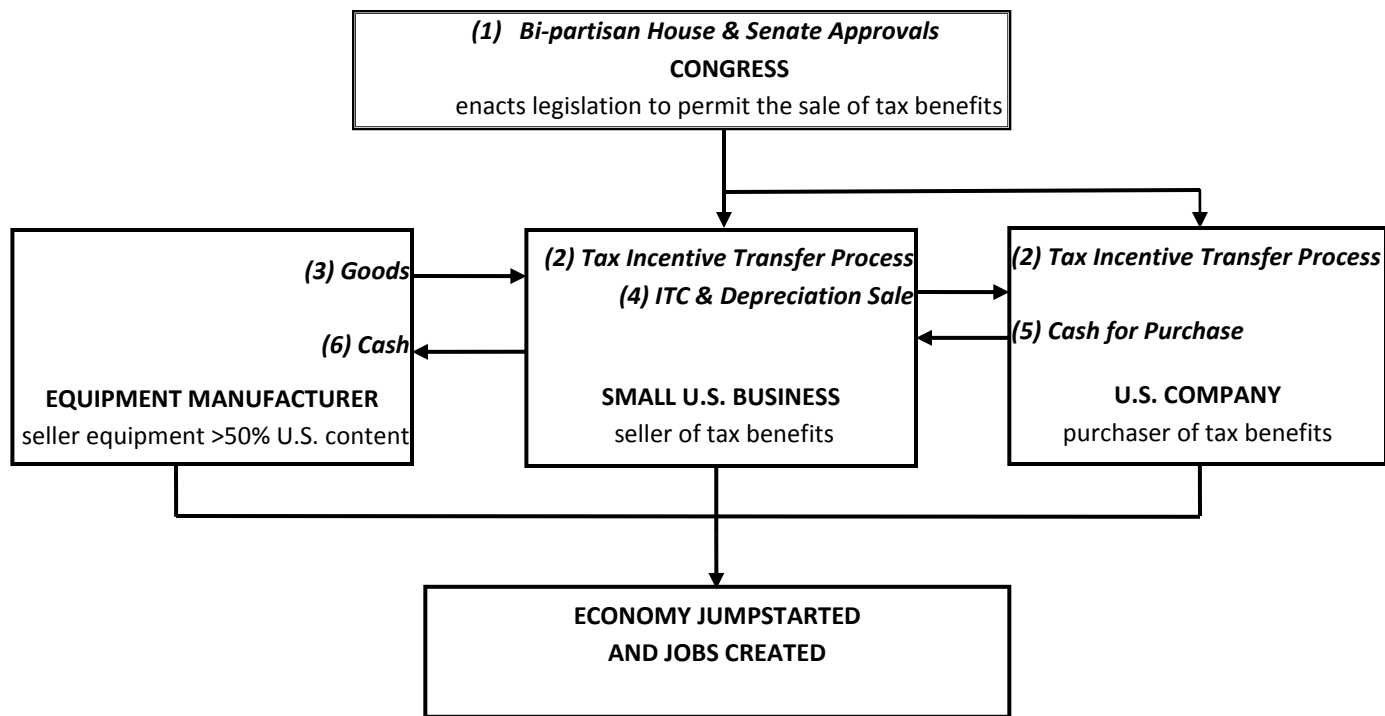 (1) Bi-partisan House & Senate Approvals
CONGRESS
enacts legislation to permit the sale of tax benefits
(3) Goods
(6) Cash
EQUIPMENT MANUFACTURER
seller equipment >50% U.S. content
(2) Tax Incentive Transfer Process
(4) ITC & Depreciation Sale
SMALL U.S. BUSINESS
seller of tax benefits
(2) Tax Incentive Transfer Process
(5) Cash for Purchase
U.S. COMPANY
purchaser of tax benefits
ECONOMY JUMPSTARTED
AND JOBS CREATED